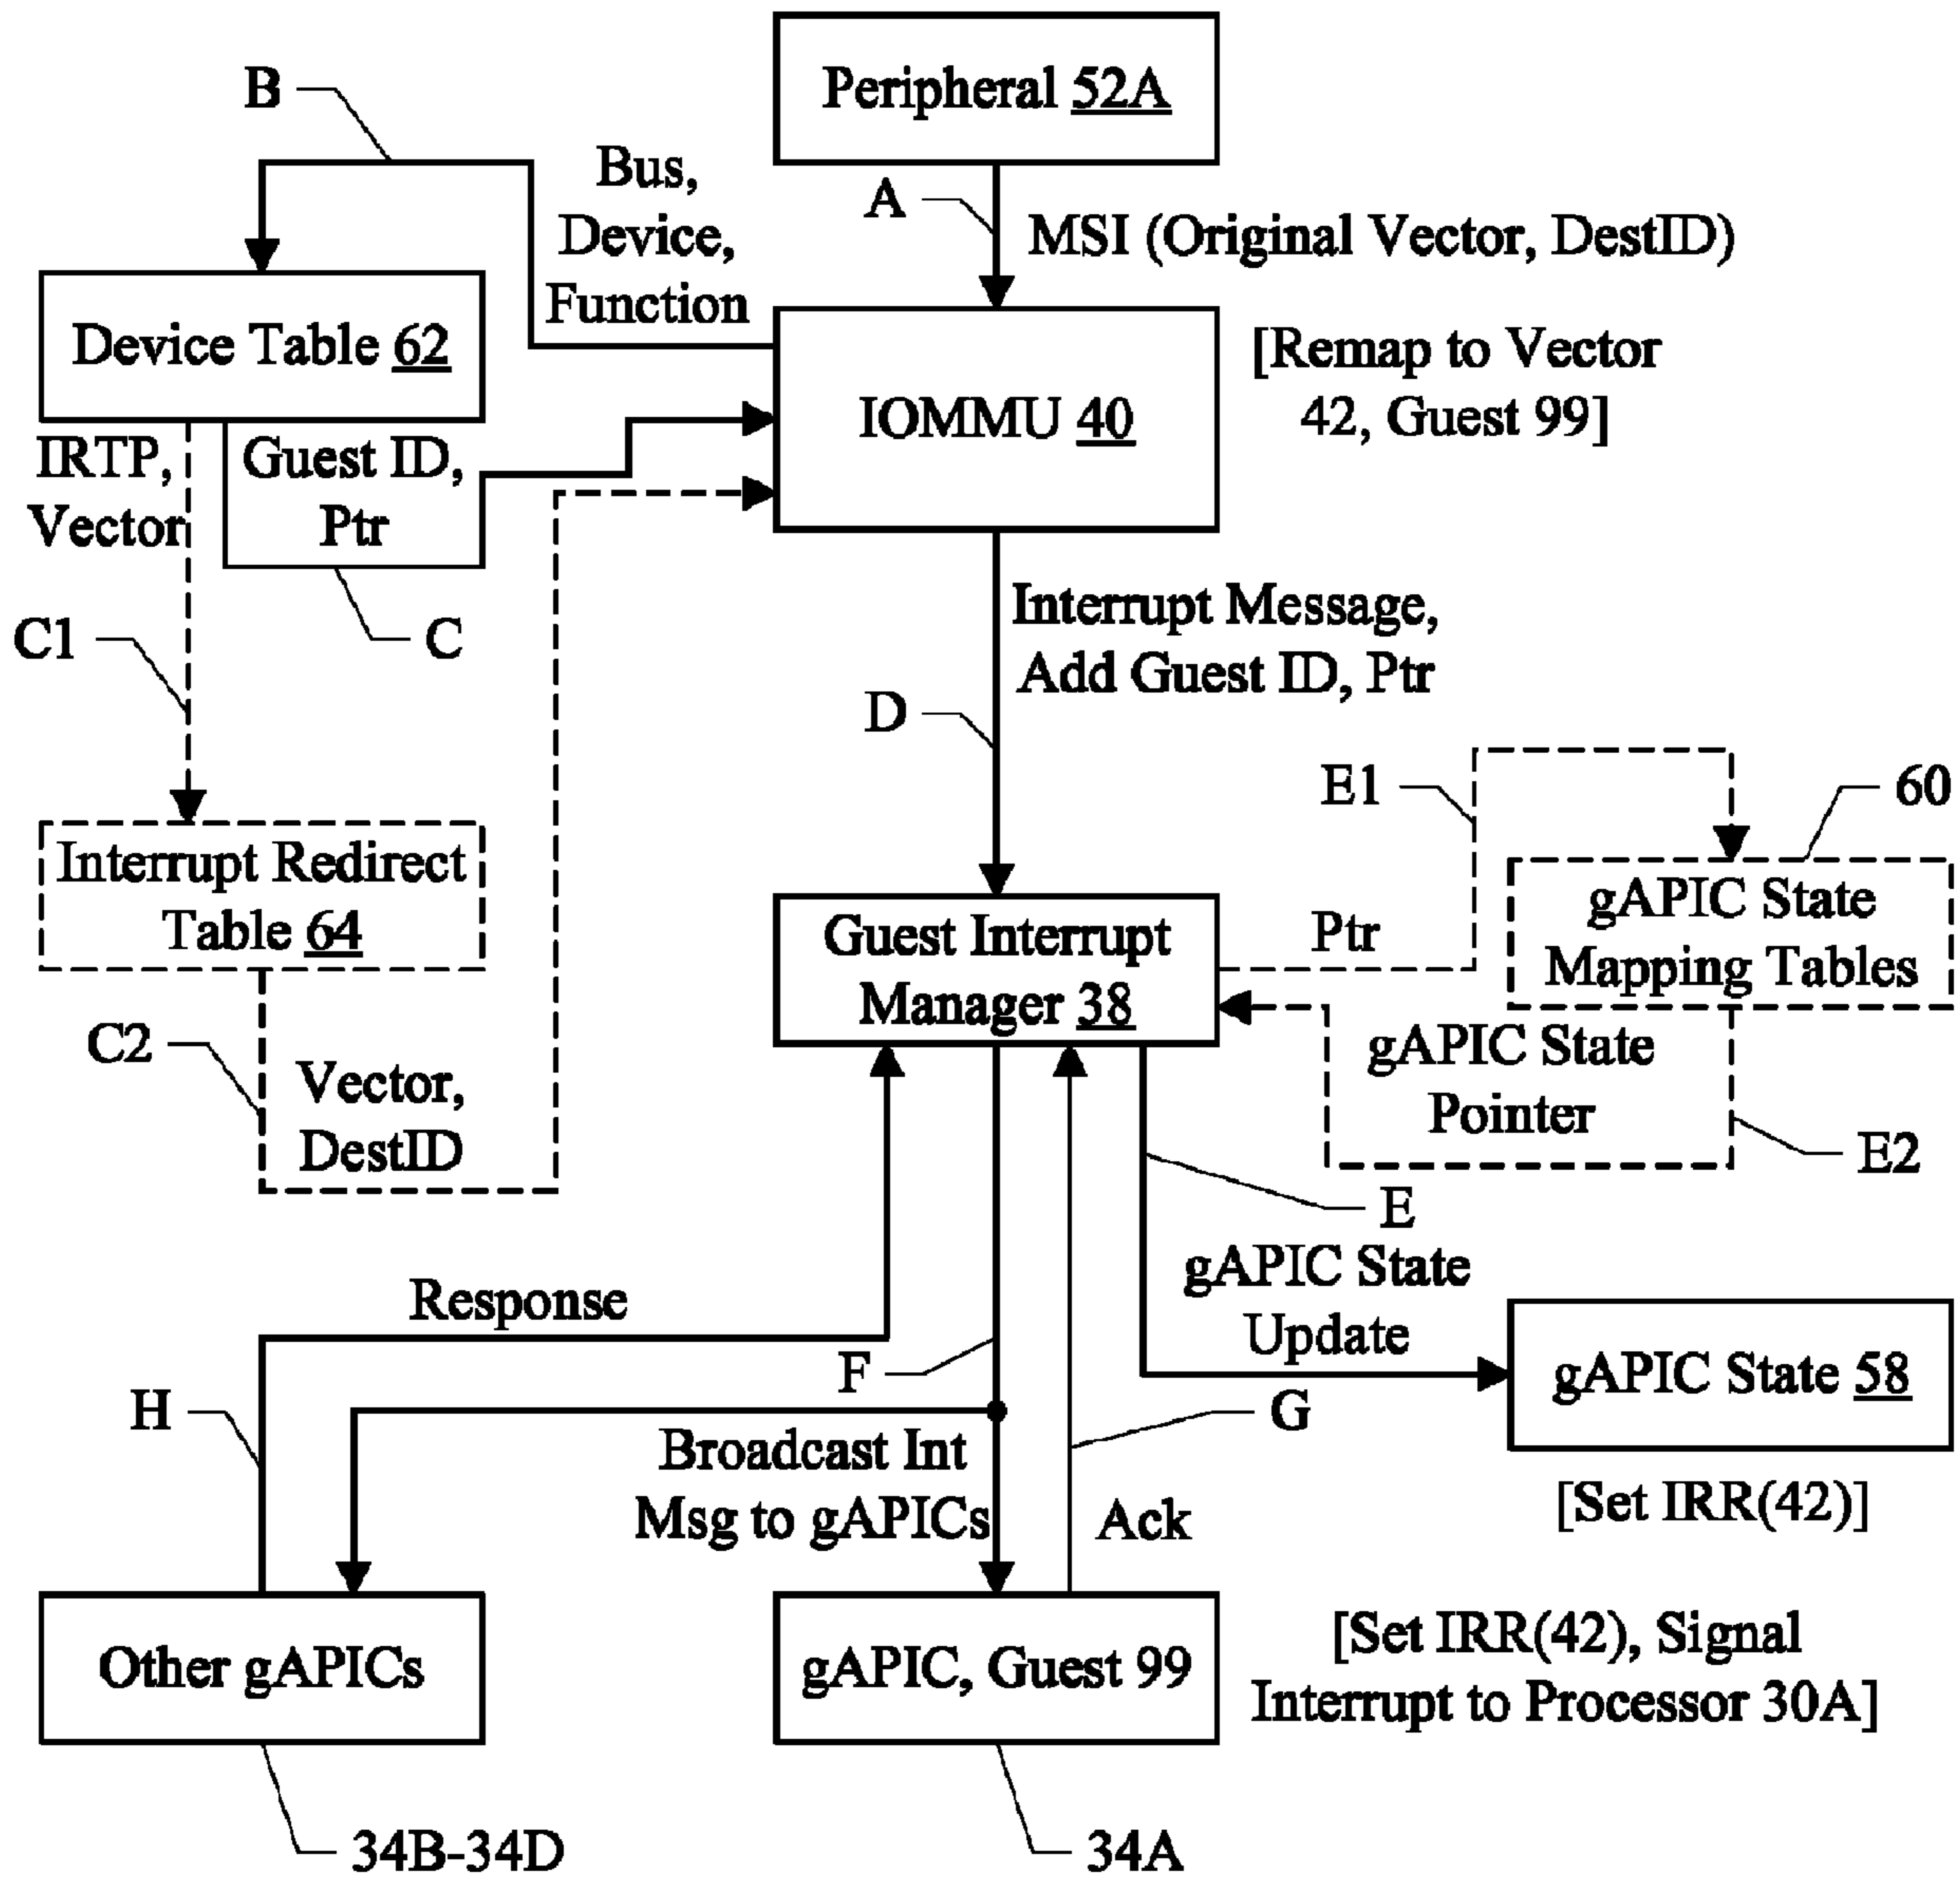 Peripheral 52A
B
Bus,
Device,
Function
A
MSI (Original Vector, DestID)
Device Table 62
IOMMU 40
[Remap to Vector
42, Guest 99]
IRTP,
Vector
Guest ID,
Ptr
C1
C
Interrupt Message,
Add Guest ID, Ptr
D
E1
60
Interrupt Redirect
Table 64
Guest Interrupt
Manager 38
Ptr
gAPIC State
Mapping Tables
C2
Vector,
DestID
gAPIC State
Pointer
E2
E
gAPIC State
Update
Response
F
gAPIC State 58
H
G
Broadcast Int
Msg to gAPICs
Ack
[Set IRR(42)]
Other gAPICs
gAPIC, Guest 99
[Set IRR(42), Signal
Interrupt to Processor 30A]
34B-34D
34A